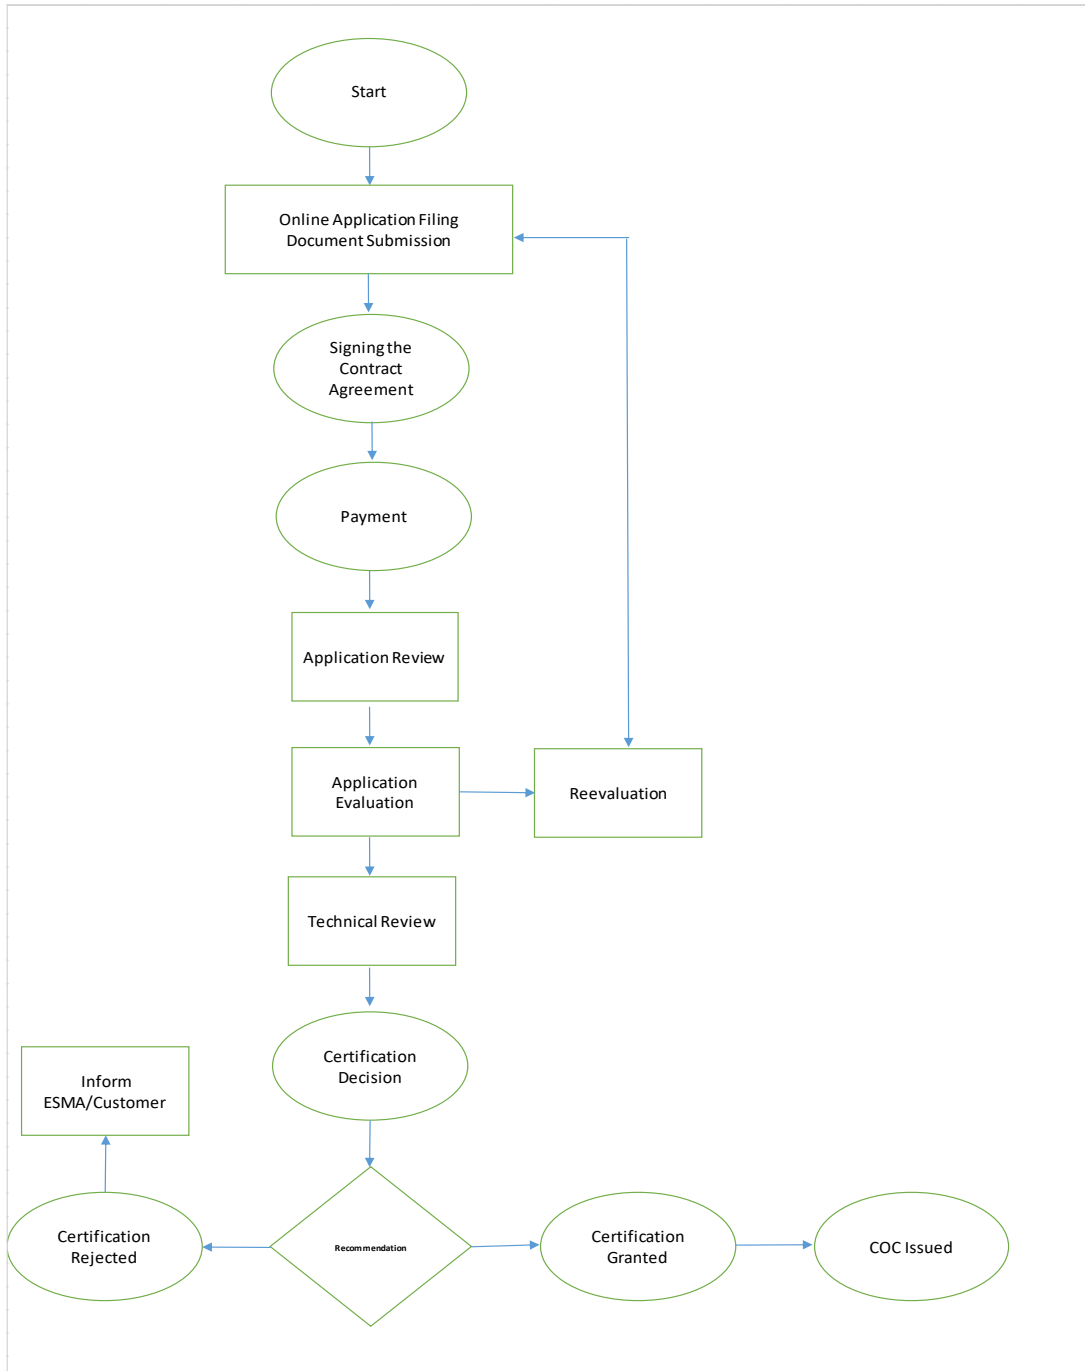 Start
Online Application Filing
Document Submission
Signing the
Contract
Agreement
Payment
Application Review
Application
Evaluation
Reevaluation
Technical Review
Certification
Decision
Inform
ESMA/Customer
Certification
Rejected
Recommendation
Certification
Granted
COC Issued